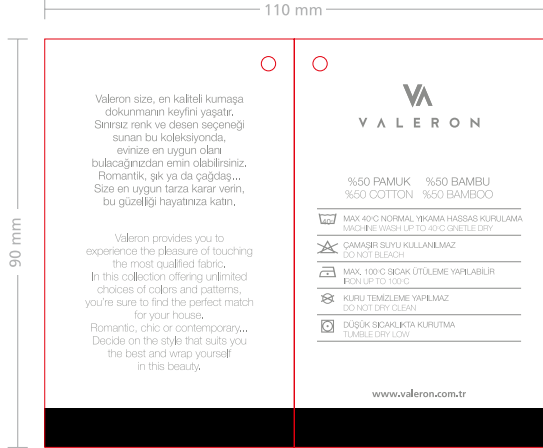 110 mm
90 mm
Valeron size, en kaliteli kumaşa
dokunmanın keyfini yaşatır.
Sınırsız renk ve desen seçeneği
sunan bu koleksiyonda,
evinize en uygun olanı
bulacağınızdan emin olabilirsiniz.
Romantik, şık ya da çağdaş...
Size en uygun tarza karar verin,
bu güzelliği hayatınıza katın.
Valeron provides you to
experience the pleasure of touching
the most qualified fabric.
In this collection offering unlimited
choices of colors and patterns,
you're sure to find the perfect match
for your house.
Romantic, chic or contemporary...
Decide on the style that suits you
the best and wrap yourself
in this beauty.
VALERON
%50 PAMUK %50 BAMBU
%50 COTTON %50 BAMBOO
40°
MAX 40°C NORMAL YIKAMA HASSAS KURULAMA
MACHINE WASH UP TO 40°C GNETLE DRY
ÇAMAŞIR SUYU KULLANILMAZ
DO NOT BLEACH
MAX. 100°C SICAK ÜTÜLEME YAPILABİLİR
IRON UP TO 100°C
KURU TEMİZLEME YAPILMAZ
DO NOT DRY CLEAN
DÜŞÜK SICAKLIKTA KURUTMA
TUMBLE DRY LOW
www.valeron.com.tr